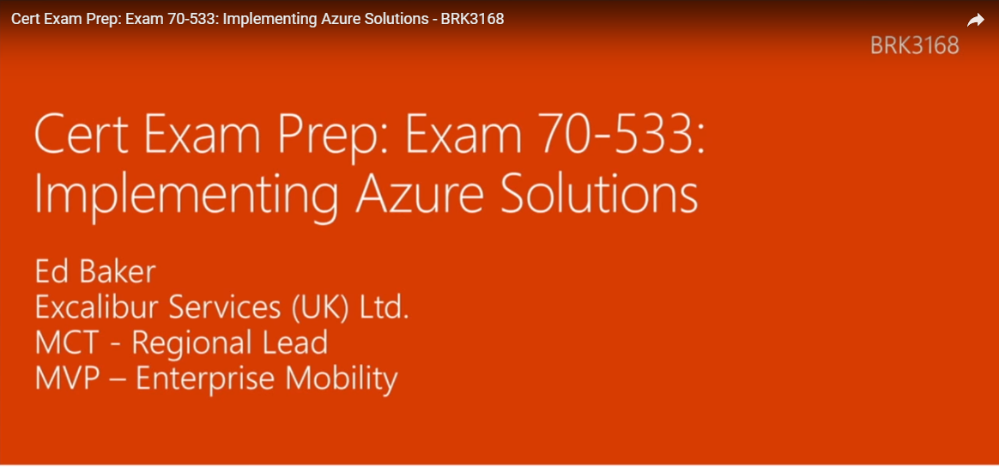 Cert Exam Prep: Exam 70-533: Implementing Azure Solutions - BRK3168
BRK3168
Cert Exam Prep: Exam 70-533:
Implementing Azure Solutions
Ed Baker
Excalibur Services (UK) Ltd.
MCT - Regional Lead
MVP – Enterprise Mobility